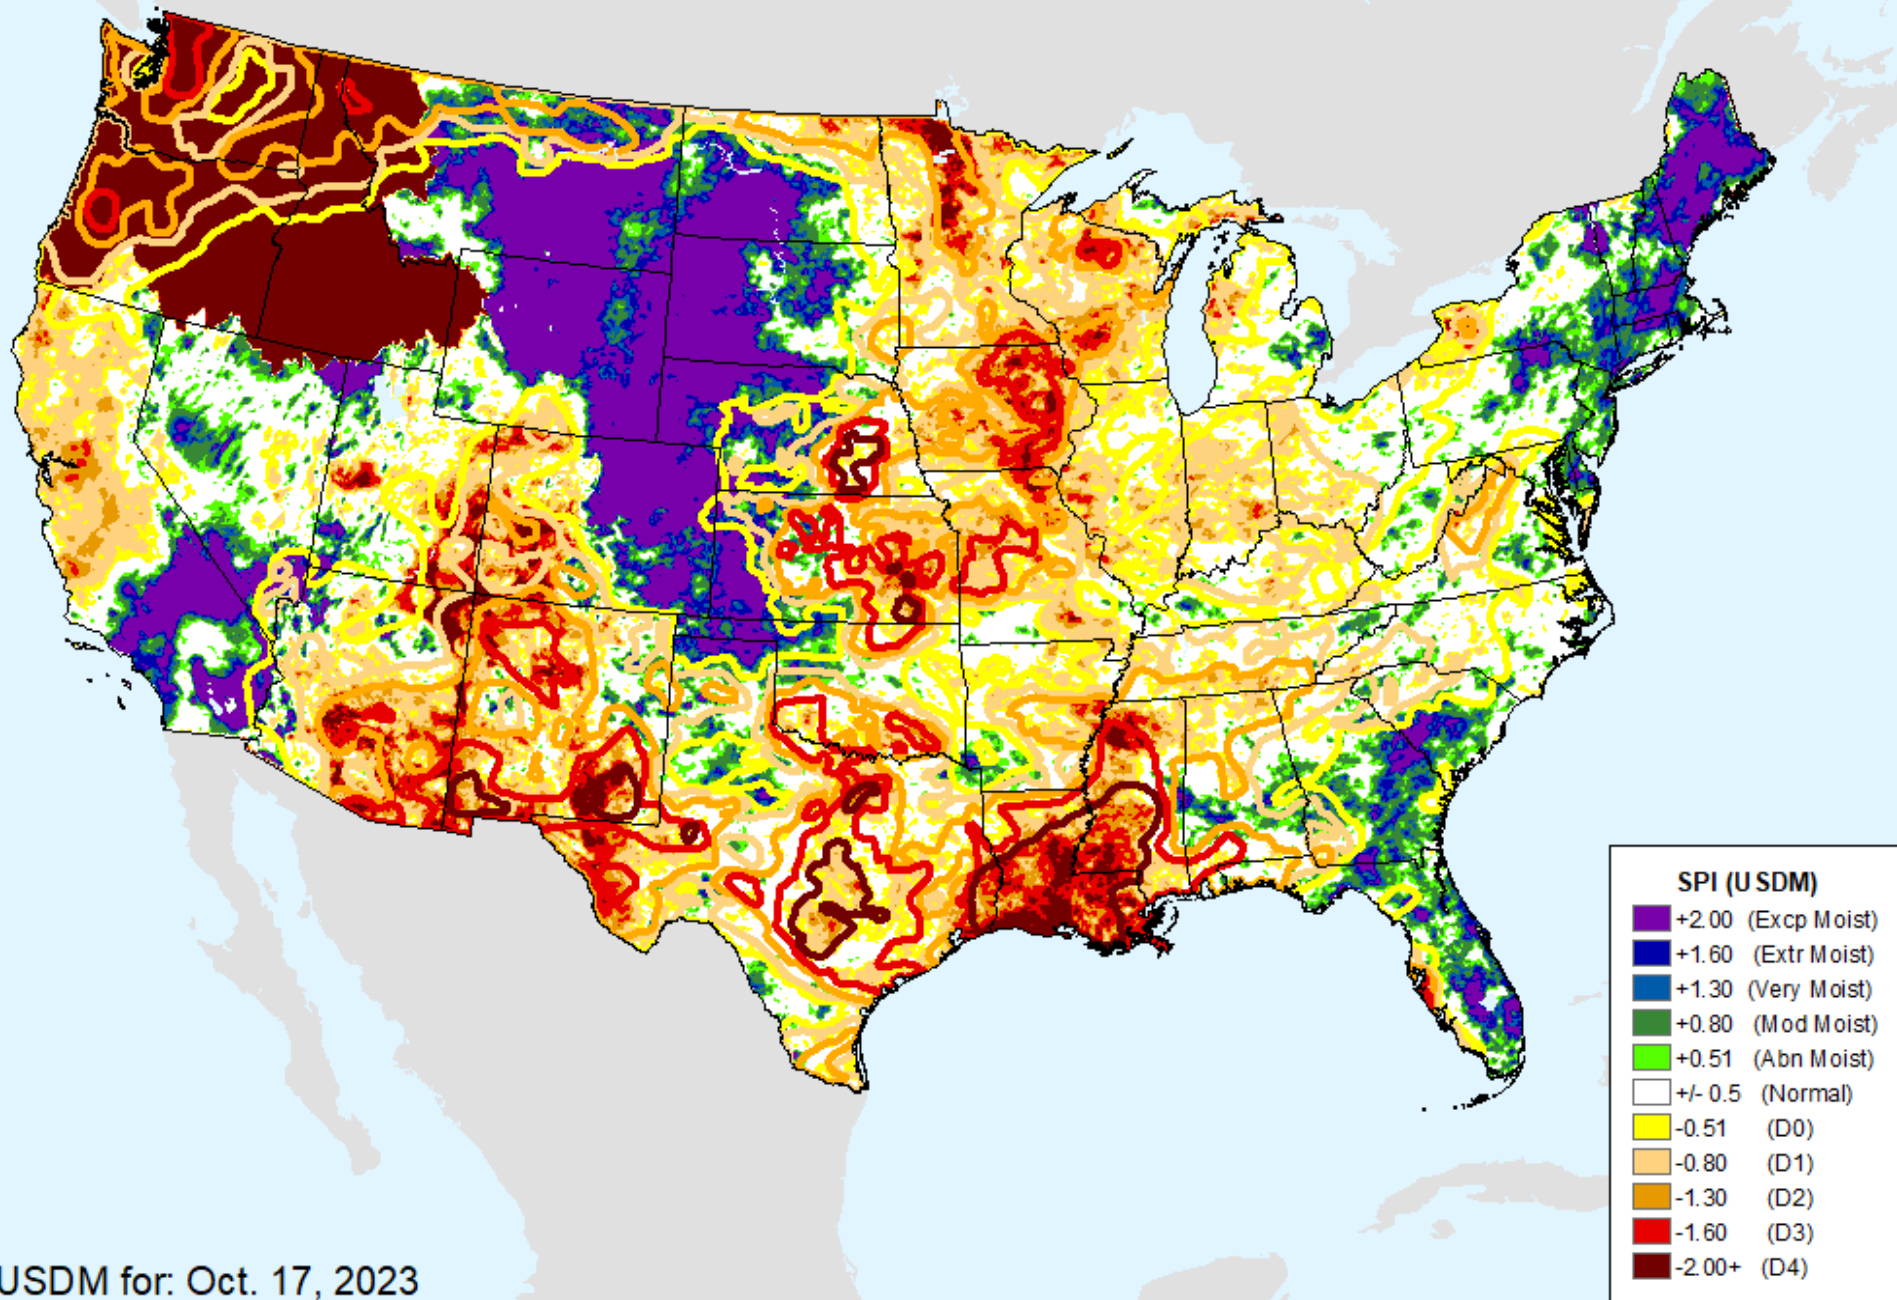 SPI (USDM)
+2.00 (Excp Moist)
+1.60 (Extr Moist)
+1.30 (Very Moist)
+0.80 (Mod Moist)
+0.51 (Abn Moist)
+/- 0.5 (Normal)
-0.51 (D0)
-0.80 (D1)
-1.30 (D2)
-1.60 (D3)
-2.00+ (D4)
USDM for: Oct. 17, 2023